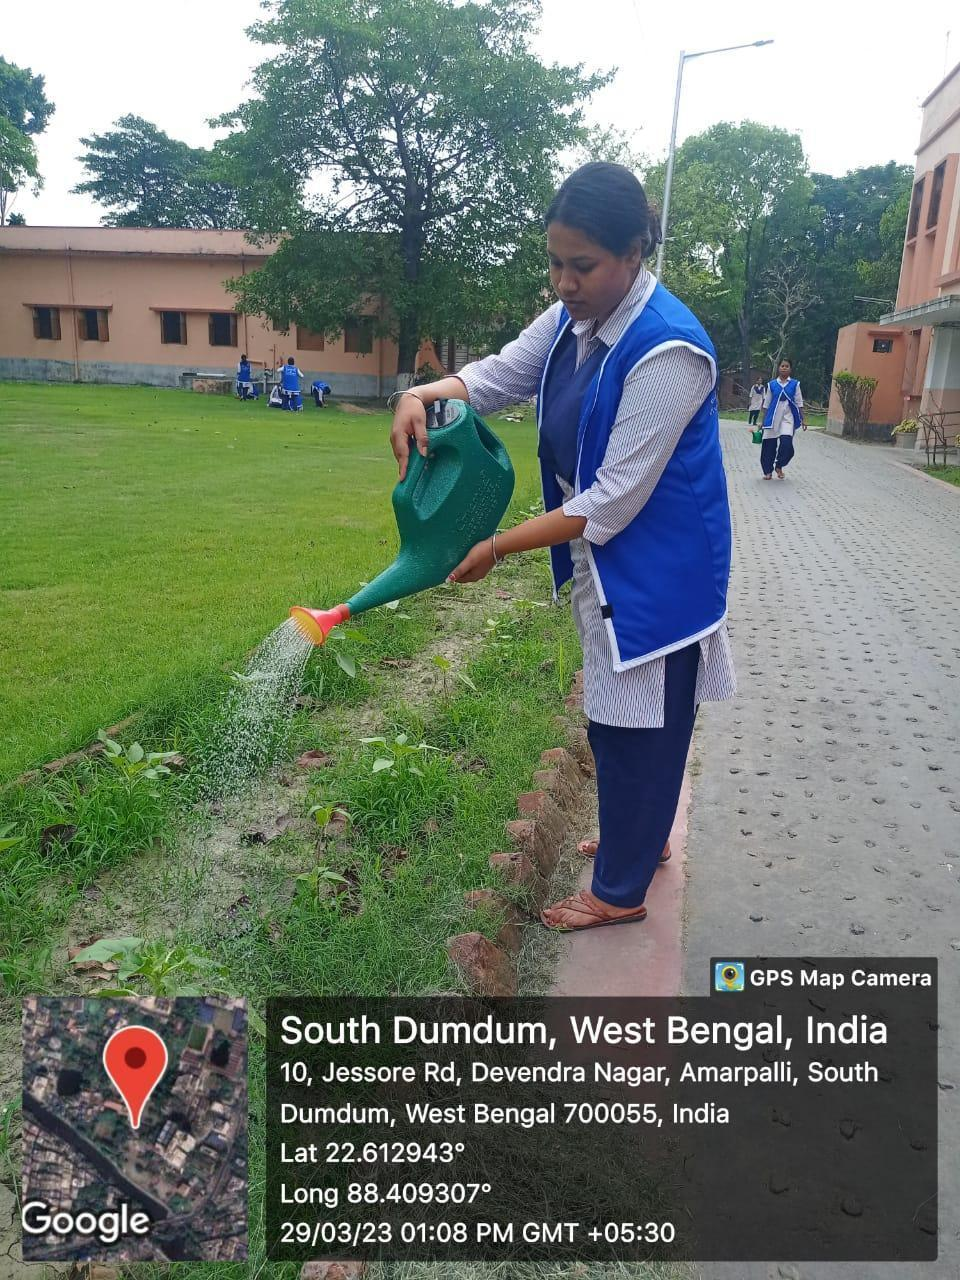 GPS Map Camera
South Dumdum, West Bengal, India
10, Jessore Rd, Devendra Nagar, Amarpalli, South
Dumdum, West Bengal 700055, India
Lat 22.612943°
Long 88.409307°
29/03/23 01:08 PM GMT +05:30
Google